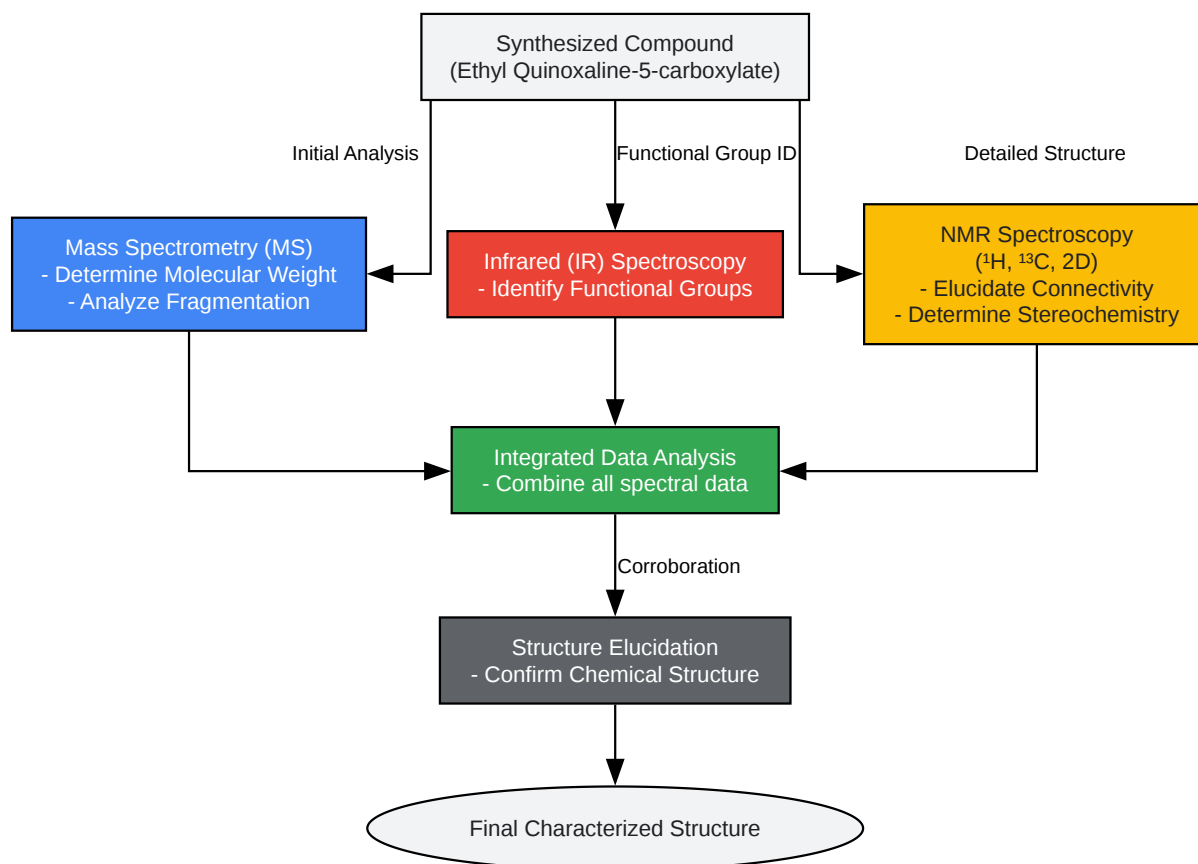 Synthesized Compound
(Ethyl Quinoxaline-5-carboxylate)
Initial Analysis
Functional Group ID
Detailed Structure
Mass Spectrometry (MS)
- Determine Molecular Weight
- Analyze Fragmentation
Infrared (IR) Spectroscopy
- Identify Functional Groups
NMR Spectroscopy
(¹H, ¹³C, 2D)
- Elucidate Connectivity
- Determine Stereochemistry
Integrated Data Analysis
- Combine all spectral data
Corroboration
Structure Elucidation
- Confirm Chemical Structure
Final Characterized Structure